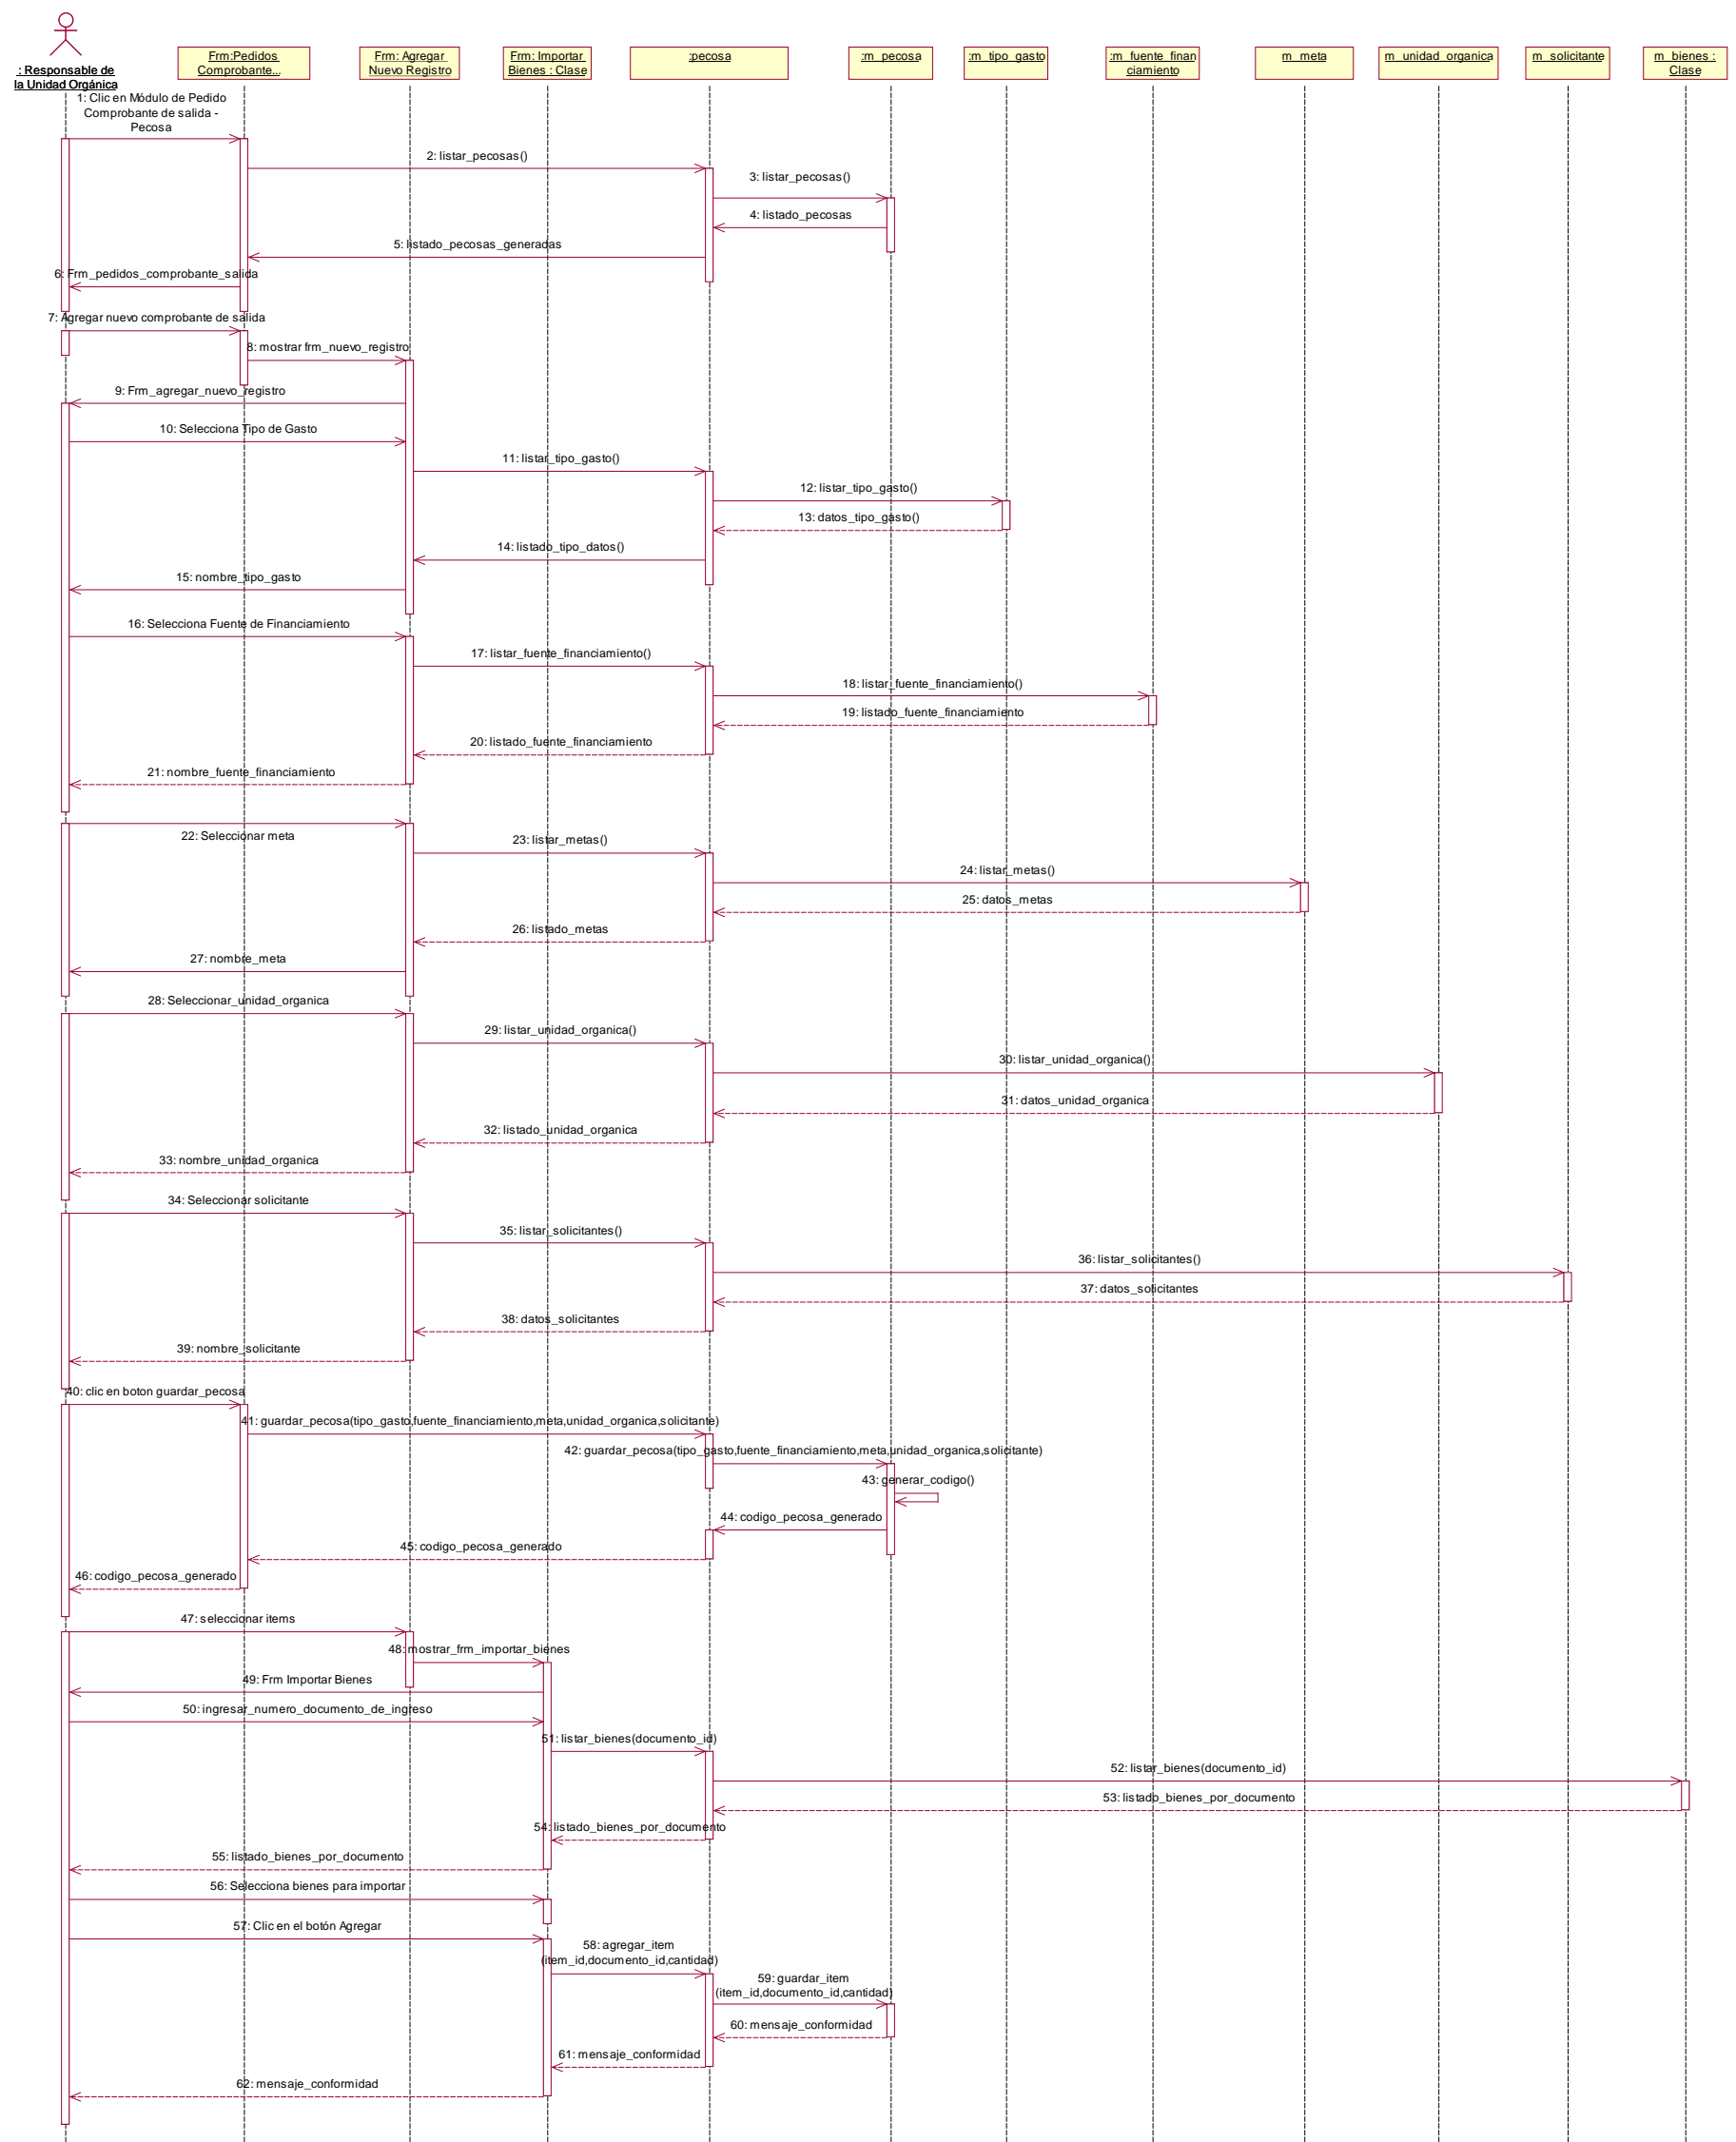 : Responsable de
la Unidad Orgánica
Frm:Pedidos
Comprobante...
Frm: Agregar
Nuevo Registro
Frm: Importar
Bienes : Clase
:pecosa
:m_pecosa
:m_tipo_gasto
:m_fuente_finan
ciamiento
m_meta
m_unidad_organica
m_solicitante
m_bienes :
Clase
1: Clic en Módulo de Pedido
Comprobante de salida -
Pecosa
2: listar_pecosas()
3: listar_pecosas()
4: listado_pecosas
5: listado_pecosas_generadas
6: Frm_pedidos_comprobante_salida
7: Agregar nuevo comprobante de salida
8: mostrar frm_nuevo_registro
9: Frm_agregar_nuevo_registro
10: Selecciona Tipo de Gasto
11: listar_tipo_gasto()
12: listar_tipo_gasto()
13: datos_tipo_gasto()
14: listado_tipo_datos()
15: nombre_tipo_gasto
16: Selecciona Fuente de Financiamiento
17: listar_fuente_financiamiento()
18: listar_fuente_financiamiento()
19: listado_fuente_financiamiento
20: listado_fuente_financiamiento
21: nombre_fuente_financiamiento
22: Seleccionar meta
23: listar_metas()
24: listar_metas()
25: datos_metas
26: listado_metas
27: nombre_meta
28: Seleccionar_unidad_organica
29: listar_unidad_organica()
30: listar_unidad_organica()
31: datos_unidad_organica
32: listado_unidad_organica
33: nombre_unidad_organica
34: Seleccionar solicitante
35: listar_solicitantes()
36: listar_solicitantes()
37: datos_solicitantes
38: datos_solicitantes
39: nombre_solicitante
40: clic en boton guardar_pecosa
41: guardar_pecosa(tipo_gasto,fuente_financiamiento,meta,unidad_organica,solicitante)
42: guardar_pecosa(tipo_gasto,fuente_financiamiento,meta,unidad_organica,solicitante)
43: generar_codigo()
44: codigo_pecosa_generado
45: codigo_pecosa_generado
46: codigo_pecosa_generado
47: seleccionar items
48: mostrar_frm_importar_bienes
49: Frm Importar Bienes
50: ingresar_numero_documento_de_ingreso
51: listar_bienes(documento_id)
52: listar_bienes(documento_id)
53: listado_bienes_por_documento
54: listado_bienes_por_documento
55: listado_bienes_por_documento
56: Selecciona bienes para importar
57: Clic en el botón Agregar
58: agregar_item
(item_id,documento_id,cantidad)
59: guardar_item
(item_id,documento_id,cantidad)
60: mensaje_conformidad
61: mensaje_conformidad
62: mensaje_conformidad